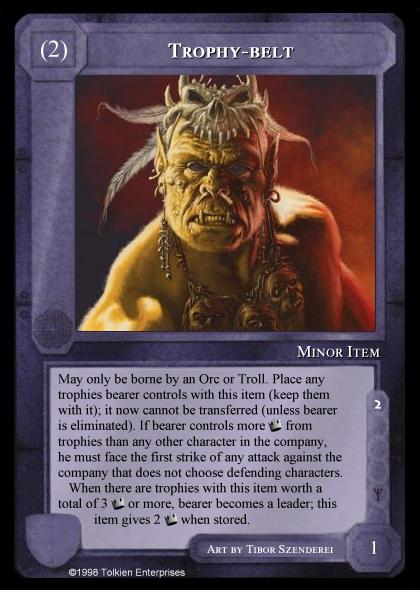 (2)
TROPHY-BELT
MINOR ITEM
May only be borne by an Orc or Troll. Place any
trophies bearer controls with this item (keep them
with it); it now cannot be transferred (unless bearer
is eliminated). If bearer controls more from
trophies than any other character in the company,
he must face the first strike of any attack against the
company that does not choose defending characters.
When there are trophies with this item worth a
total of 3 or more, bearer becomes a leader; this
item gives 2 when stored.
2
ART BY TIBOR SZENDEREI
1
©1998 Tolkien Enterprises